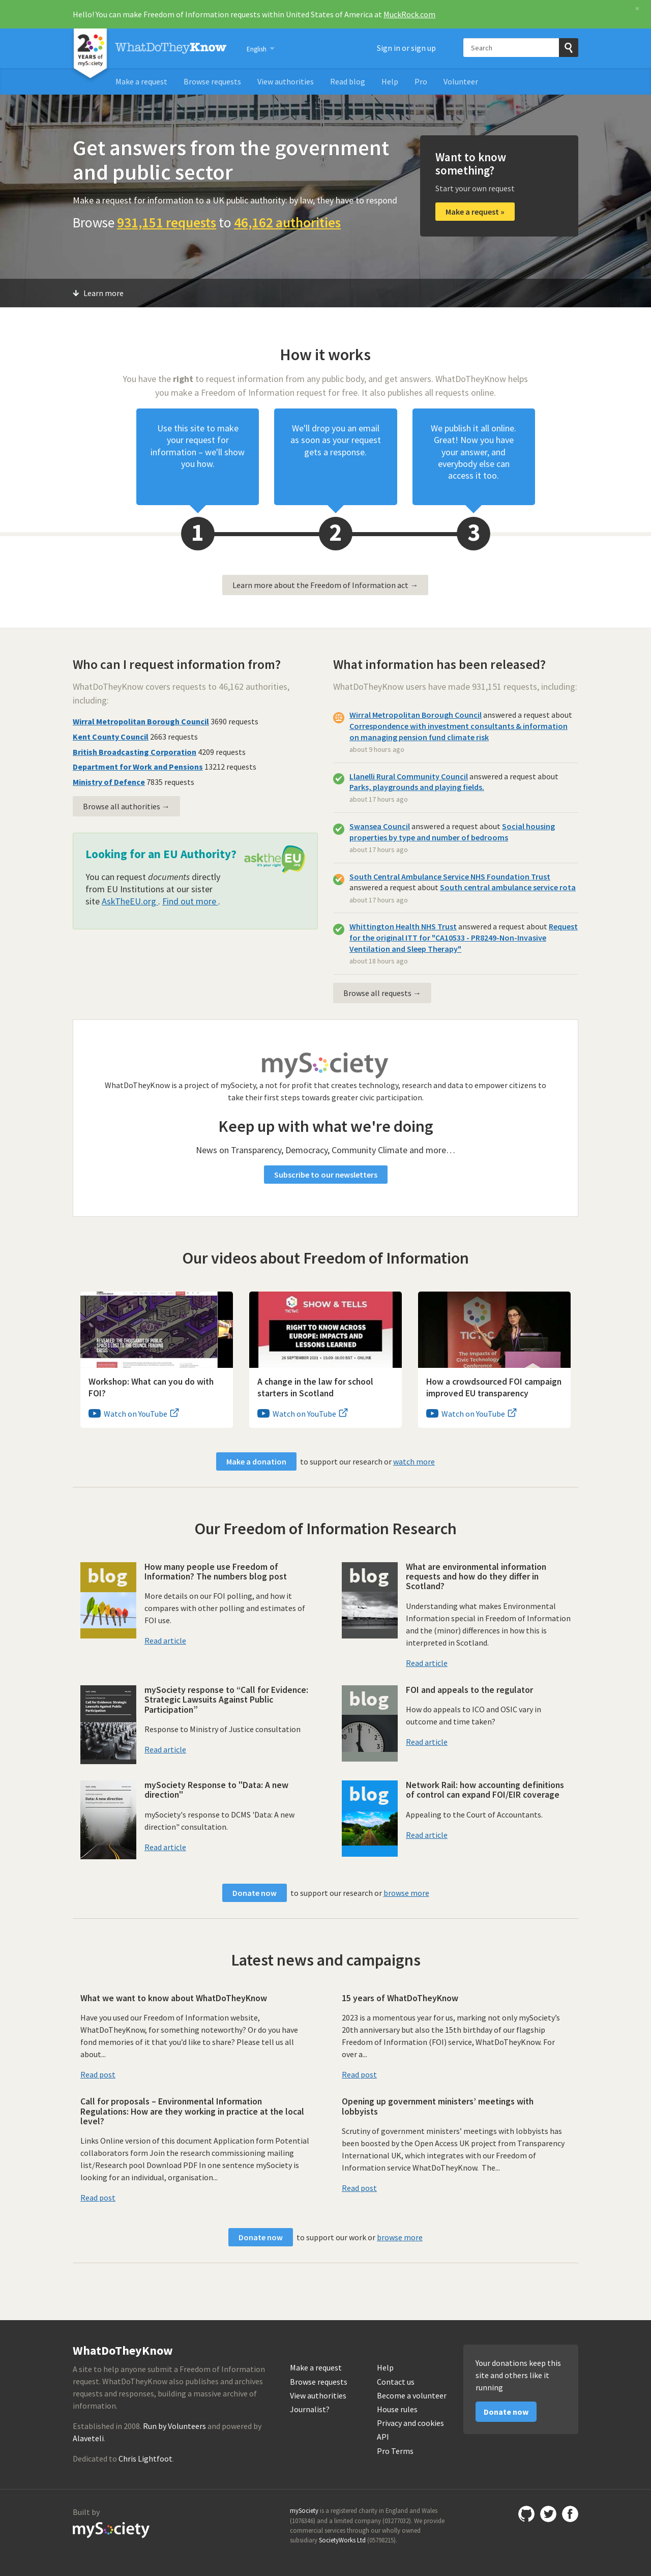 Hello! You can make Freedom of Information requests within United States of America at MuckRock.com
×
20
YEARS of
mySociety
WhatDoTheyKnow
English
Sign in or sign up
Search
Make a request
Browse requests
View authorities
Read blog
Help
Pro
Volunteer
Get answers from the government
and public sector
Make a request for information to a UK public authority: by law, they have to respond
Browse 931,151 requests to 46,162 authorities
Want to know
something?
Start your own request
Make a request »
Learn more
How it works
You have the right to request information from any public body, and get answers. WhatDoTheyKnow helps
you make a Freedom of Information request for free. It also publishes all requests online.
Use this site to make
your request for
information – we'll show
you how.
We'll drop you an email
as soon as your request
gets a response.
We publish it all online.
Great! Now you have
your answer, and
everybody else can
access it too.
1
2
3
Learn more about the Freedom of Information act →
Who can I request information from?
WhatDoTheyKnow covers requests to 46,162 authorities,
including:
Wirral Metropolitan Borough Council 3690 requests
Kent County Council 2663 requests
British Broadcasting Corporation 4209 requests
Department for Work and Pensions 13212 requests
Ministry of Defence 7835 requests
Browse all authorities →
Looking for an EU Authority?
asktheEU
You can request documents directly
from EU Institutions at our sister
site AskTheEU.org . Find out more .
What information has been released?
WhatDoTheyKnow users have made 931,151 requests, including:
Wirral Metropolitan Borough Council answered a request about
Correspondence with investment consultants & information
on managing pension fund climate risk
about 9 hours ago
Llanelli Rural Community Council answered a request about
Parks, playgrounds and playing fields.
about 17 hours ago
Swansea Council answered a request about Social housing
properties by type and number of bedrooms
about 17 hours ago
South Central Ambulance Service NHS Foundation Trust
answered a request about South central ambulance service rota
about 17 hours ago
Whittington Health NHS Trust answered a request about Request
for the original ITT for "CA10533 - PR8249-Non-Invasive
Ventilation and Sleep Therapy"
about 18 hours ago
Browse all requests →
mySociety
WhatDoTheyKnow is a project of mySociety, a not for profit that creates technology, research and data to empower citizens to
take their first steps towards greater civic participation.
Keep up with what we're doing
News on Transparency, Democracy, Community Climate and more…
Subscribe to our newsletters
Our videos about Freedom of Information
REVEALED: THE THOUSANDS OF PUBLIC
SPACES LOST TO THE COUNCIL FUNDING
CRISIS
Workshop: What can you do with
FOI?
Watch on YouTube
TICTeC
SHOW & TELLS
RIGHT TO KNOW ACROSS
EUROPE: IMPACTS AND
LESSONS LEARNED
A change in the law for school
starters in Scotland
Watch on YouTube
TICTeC
The Impacts of
Civic Technology
How a crowdsourced FOI campaign
improved EU transparency
Watch on YouTube
Make a donation to support our research or watch more
Our Freedom of Information Research
blog
How many people use Freedom of
Information? The numbers blog post
More details on our FOI polling, and how it
compares with other polling and estimates of
FOI use.
Read article
blog
What are environmental information
requests and how do they differ in
Scotland?
Understanding what makes Environmental
Information special in Freedom of Information
and the (minor) differences in how this is
interpreted in Scotland.
Read article
mySociety response to “Call for Evidence:
Strategic Lawsuits Against Public
Participation”
Response to Ministry of Justice consultation
Read article
blog
FOI and appeals to the regulator
How do appeals to ICO and OSIC vary in
outcome and time taken?
Read article
Data: A new direction
mySociety Response to "Data: A new
direction"
mySociety's response to DCMS 'Data: A new
direction" consultation.
Read article
blog
Network Rail: how accounting definitions
of control can expand FOI/EIR coverage
Appealing to the Court of Accountants.
Read article
Donate now to support our research or browse more
Latest news and campaigns
What we want to know about WhatDoTheyKnow
Have you used our Freedom of Information website,
WhatDoTheyKnow, for something noteworthy? Or do you have
fond memories of it that you’d like to share? Please tell us all
about...
Read post
15 years of WhatDoTheyKnow
2023 is a momentous year for us, marking not only mySociety’s
20th anniversary but also the 15th birthday of our flagship
Freedom of Information (FOI) service, WhatDoTheyKnow. For
over a...
Read post
Call for proposals – Environmental Information
Regulations: How are they working in practice at the local
level?
Links Online version of this document Application form Potential
collaborators form Join the research commissioning mailing
list/Research pool Download PDF In one sentence mySociety is
looking for an individual, organisation...
Read post
Opening up government ministers’ meetings with
lobbyists
Scrutiny of government ministers’ meetings with lobbyists has
been boosted by the Open Access UK project from Transparency
International UK, which integrates with our Freedom of
Information service WhatDoTheyKnow. The...
Read post
Donate now to support our work or browse more
WhatDoTheyKnow
A site to help anyone submit a Freedom of Information
request. WhatDoTheyKnow also publishes and archives
requests and responses, building a massive archive of
information.
Established in 2008. Run by Volunteers and powered by
Alaveteli.
Dedicated to Chris Lightfoot.
Make a request
Browse requests
View authorities
Journalist?
Help
Contact us
Become a volunteer
House rules
Privacy and cookies
API
Pro Terms
Your donations keep this
site and others like it
running
Donate now
Built by
mySociety
mySociety is a registered charity in England and Wales
(1076346) and a limited company (03277032). We provide
commercial services through our wholly owned
subsidiary SocietyWorks Ltd (05798215).